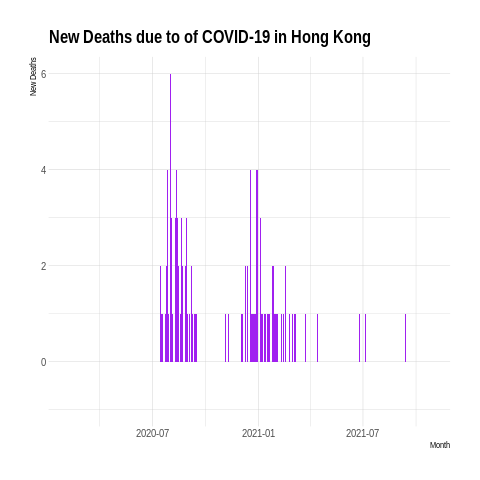 New Deaths due to of COVID-19 in Hong Kong
New Deaths
6
4
2
0
2020-07
2021-01
2021-07
Month